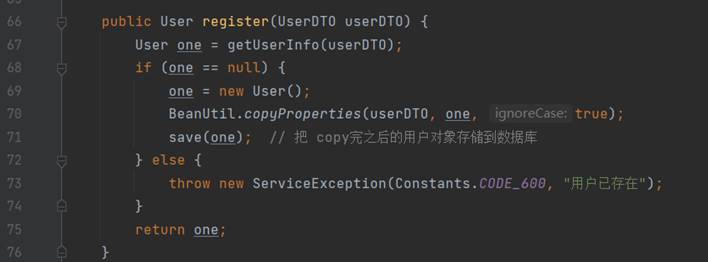 66 public User register(UserDTO userDTO) {
67 User one = getUserInfo(userDTO);
68 if (one == null) {
69 one = new User();
70 BeanUtil.copyProperties(userDTO, one, ignoreCase: true);
71 save(one); // 把 copy完之后的用户对象存储到数据库
72 } else {
73 throw new ServiceException(Constants.CODE_600, "用户已存在");
74 }
75 return one;
76 }